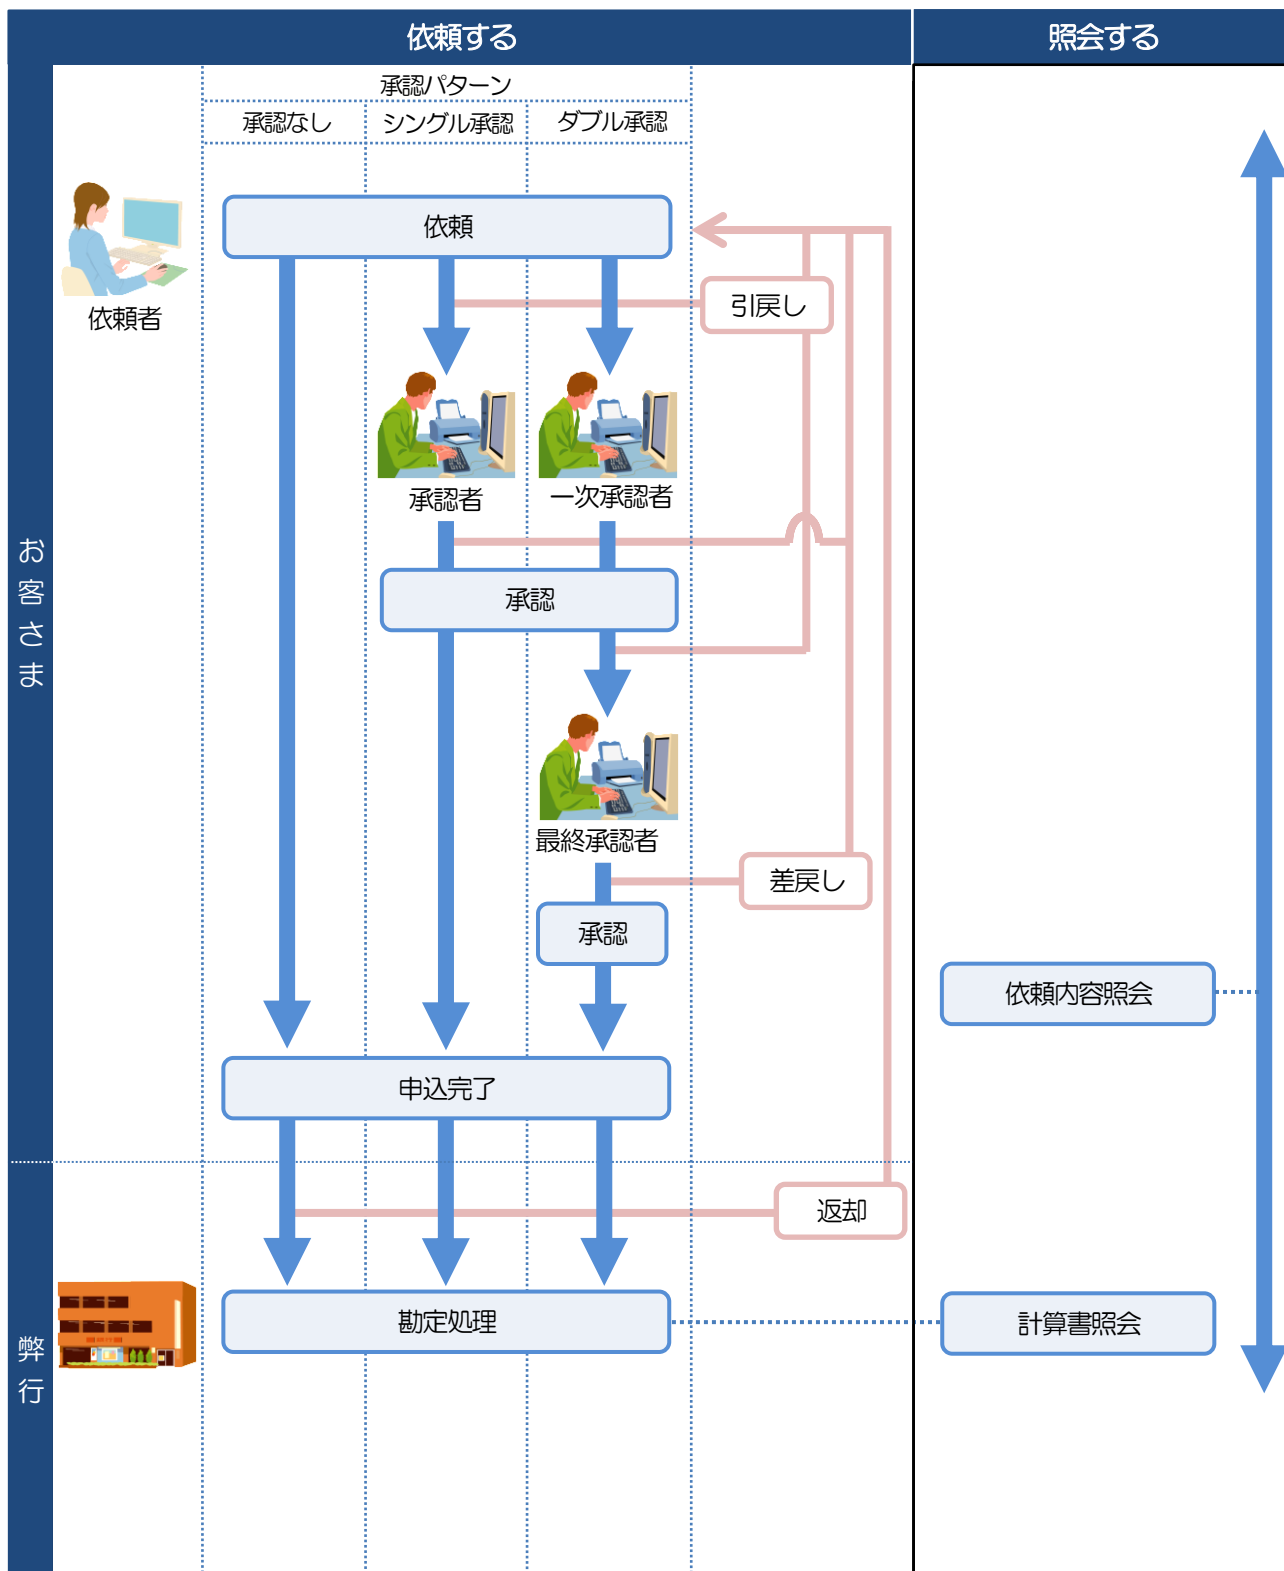 依頼する
照会する
承認パターン
承認なし
シングル承認
ダブル承認
依頼
依頼者
引戻し
承認者
一次承認者
お客さま
承認
最終承認者
差戻し
承認
依頼内容照会
申込完了
返却
弊行
勘定処理
計算書照会